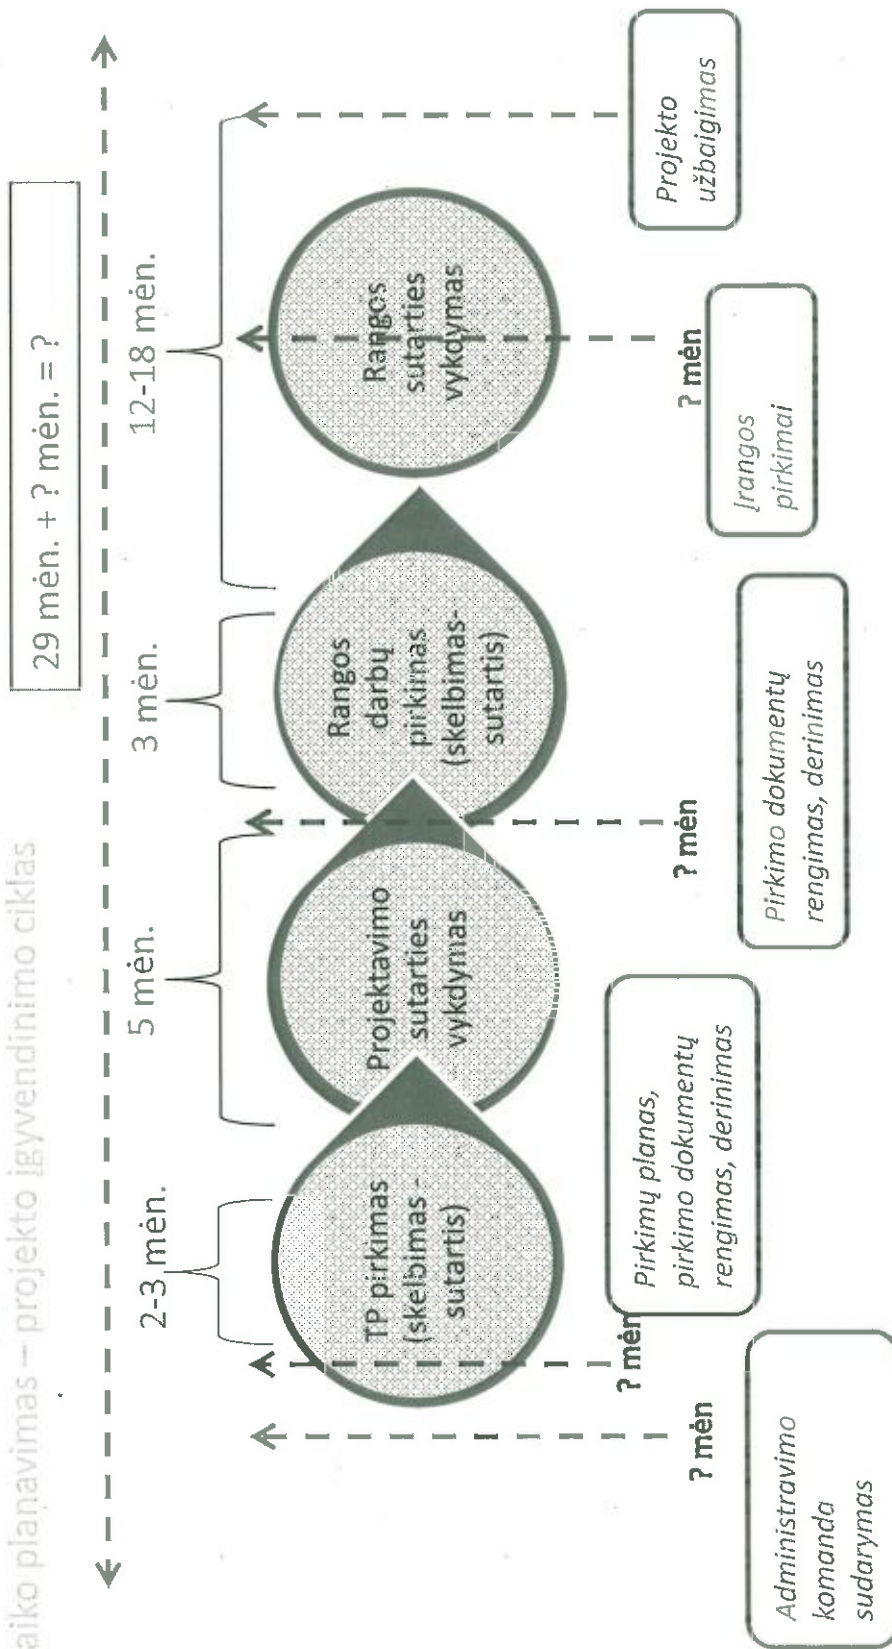 aiko planavimas – projekto įgyvendinimo ciklas
29 mėn. + ? mėn. = ?
2-3 mėn.
5 mėn.
3 mėn.
12-18 mėn.
TP pirkimas
(skelbimas -
sutartis)
Projektavimo
sutarties
vykdymas
Rangos
darbų
pirkimas
(skelbimas-
sutartis)
Rangos
sutarties
vykdymas
? mėn
? mėn
? mėn
? mėn
Administravimo
komanda
sudarymas
Pirkimų planas,
pirkimo dokumentų
rengimas, derinimas
Pirkimo dokumentų
rengimas, derinimas
Įrangos
pirkimai
Projekto
užbaigimas